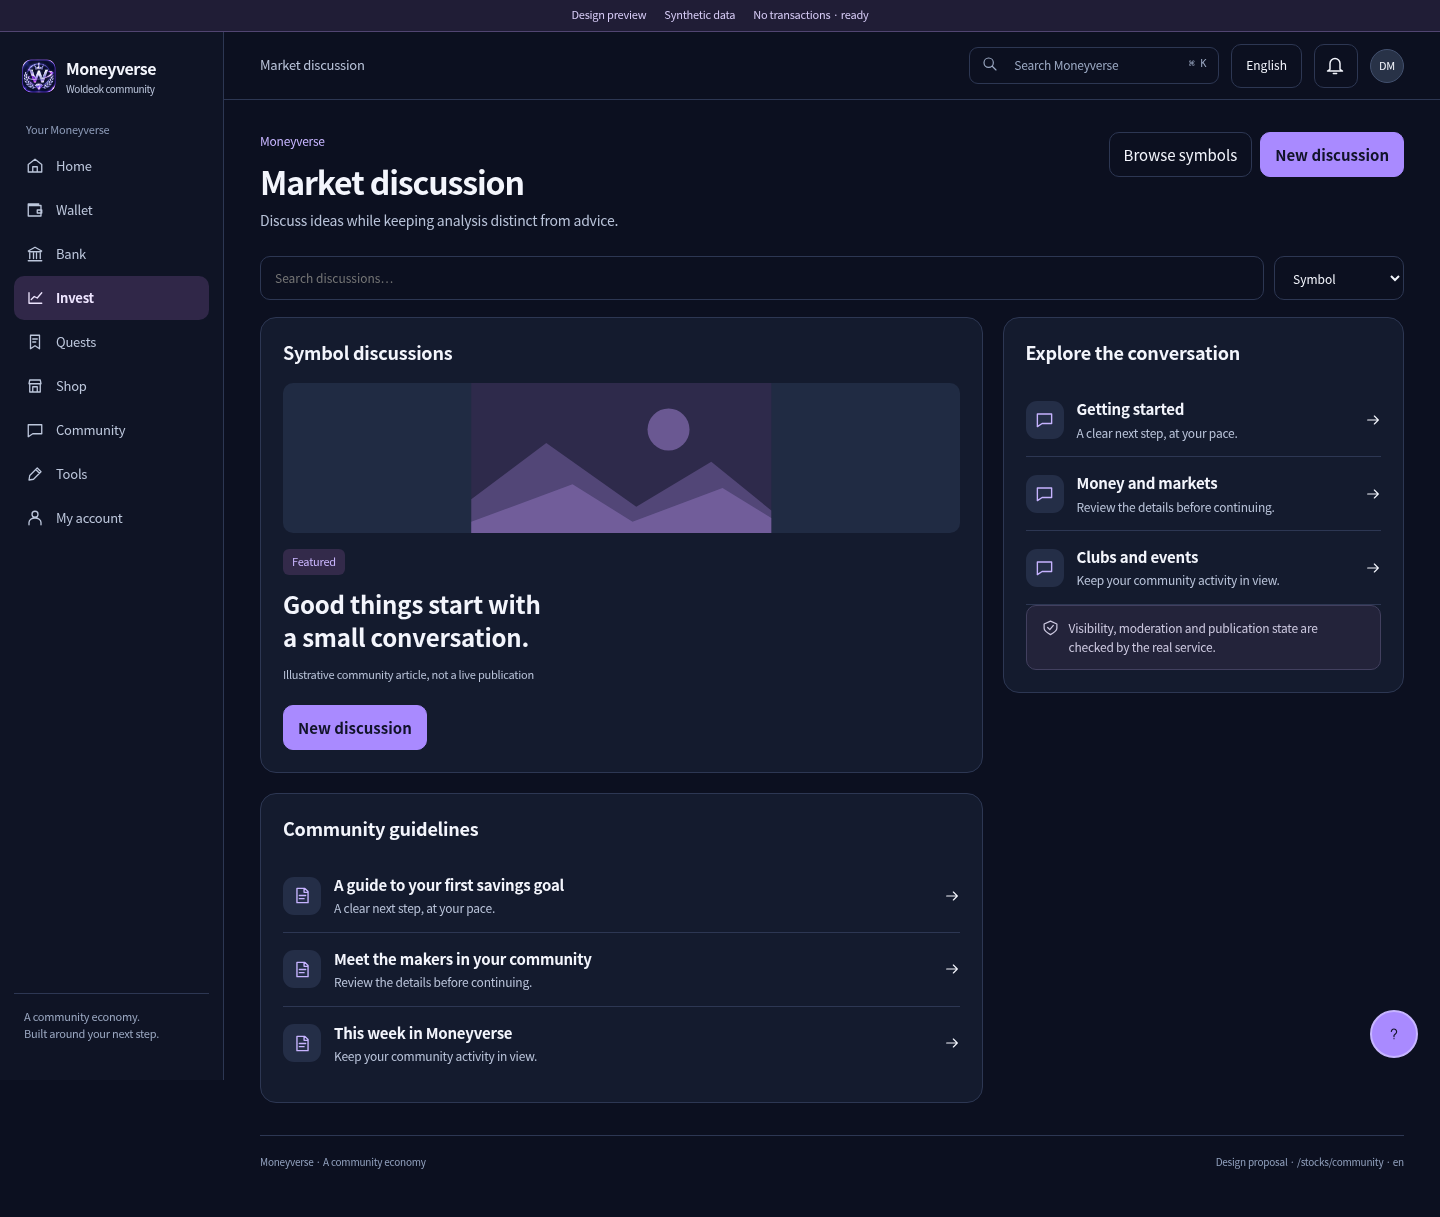 Design preview Synthetic data No transactions · ready
Moneyverse
Woldeok community
Your Moneyverse
Home
Wallet
Bank
Invest
Quests
Shop
Community
Tools
My account
A community economy.
Built around your next step.
Market discussion
Search Moneyverse ⌘ K
English
DM
Moneyverse
Market discussion
Discuss ideas while keeping analysis distinct from advice.
Browse symbols
New discussion
Search discussions...
Symbol
Symbol discussions
Featured
Good things start with
a small conversation.
Illustrative community article, not a live publication
New discussion
Explore the conversation
Getting started
A clear next step, at your pace.
Money and markets
Review the details before continuing.
Clubs and events
Keep your community activity in view.
Visibility, moderation and publication state are
checked by the real service.
Community guidelines
A guide to your first savings goal
A clear next step, at your pace.
Meet the makers in your community
Review the details before continuing.
This week in Moneyverse
Keep your community activity in view.
?
Moneyverse · A community economy
Design proposal · /stocks/community · en